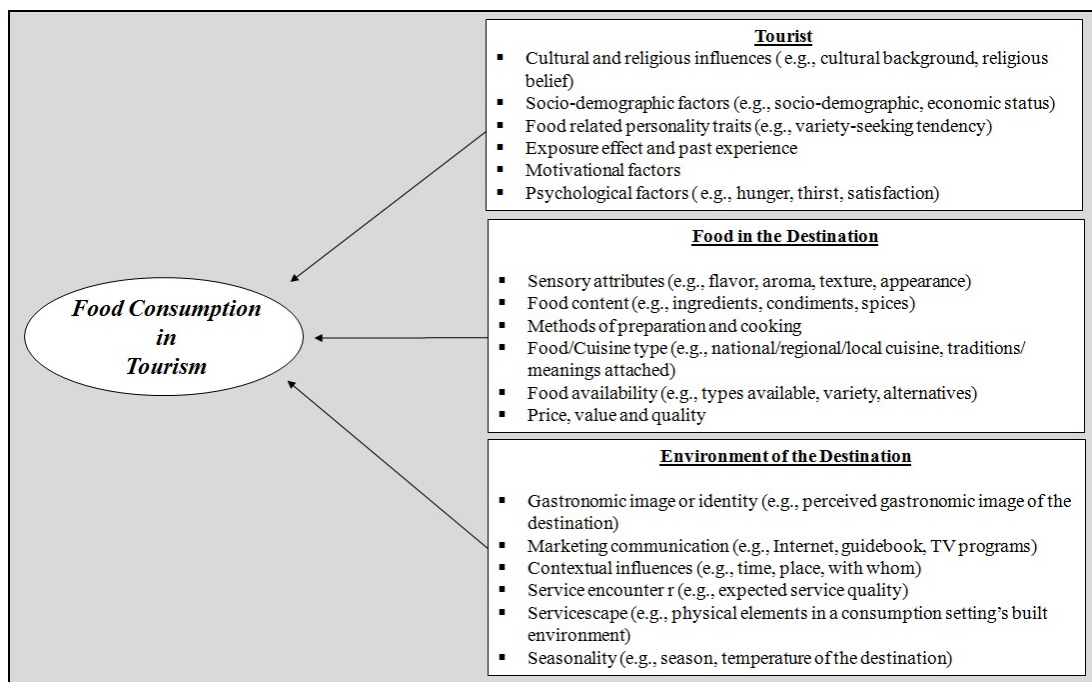 Food Consumption
in
Tourism
Tourist
▪ Cultural and religious influences ( e.g., cultural background, religious
belief)
▪ Socio-demographic factors (e.g., socio-demographic, economic status)
▪ Food related personality traits (e.g., variety-seeking tendency)
▪ Exposure effect and past experience
▪ Motivational factors
▪ Psychological factors ( e.g., hunger, thirst, satisfaction)
Food in the Destination
▪ Sensory attributes (e.g., flavor, aroma, texture, appearance)
▪ Food content (e.g., ingredients, condiments, spices)
▪ Methods of preparation and cooking
▪ Food/Cuisine type (e.g., national/regional/local cuisine, traditions/
meanings attached)
▪ Food availability (e.g., types available, variety, alternatives)
▪ Price, value and quality
Environment of the Destination
▪ Gastronomic image or identity (e.g., perceived gastronomic image of the
destination)
▪ Marketing communication (e.g., Internet, guidebook, TV programs)
▪ Contextual influences (e.g., time, place, with whom)
▪ Service encounter r (e.g., expected service quality)
▪ Servicescape (e.g., physical elements in a consumption setting’s built
environment)
▪ Seasonality (e.g., season, temperature of the destination)